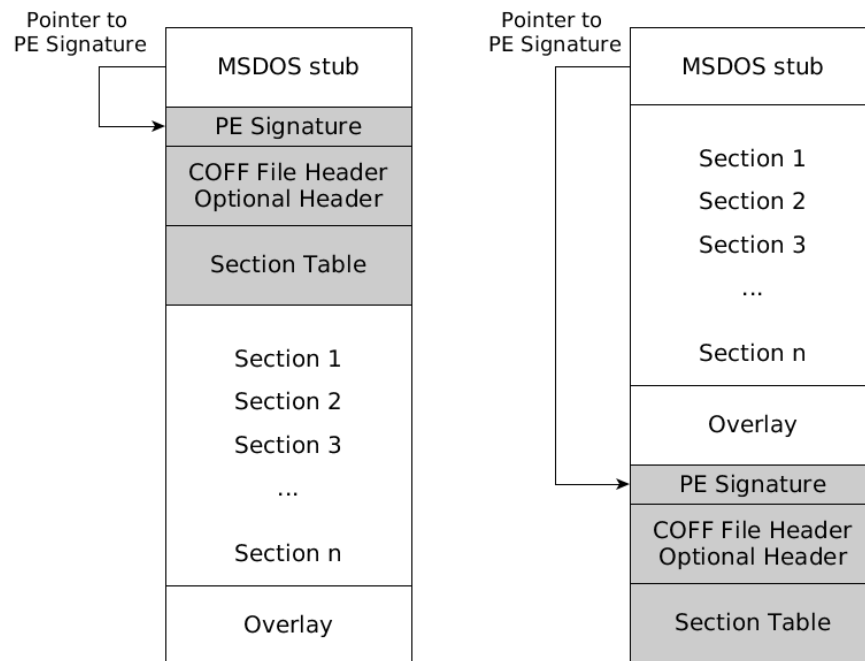 Pointer to
PE Signature
MSDOS stub
PE Signature
COFF File Header
Optional Header
Section Table
Section 1
Section 2
Section 3
...
Section n
Overlay
Pointer to
PE Signature
MSDOS stub
Section 1
Section 2
Section 3
...
Section n
Overlay
PE Signature
COFF File Header
Optional Header
Section Table